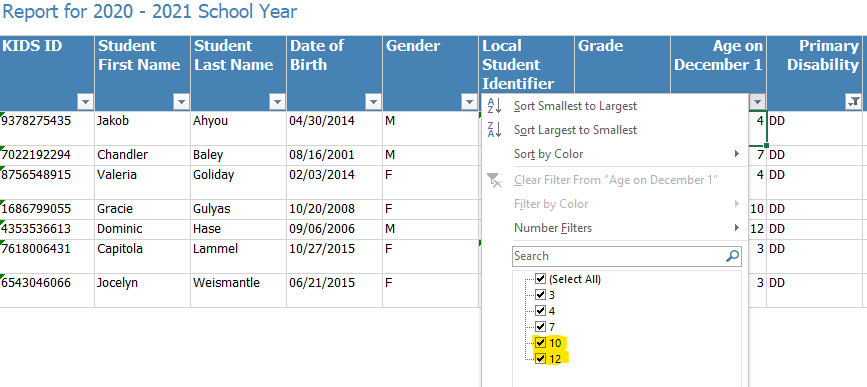 Report for 2020 - 2021 School Year
KIDS ID Student First Name Student Last Name Date of Birth Gender Local Student Identifier Grade Age on December 1 Primary Disability
9378275435 Jakob Ahyou 04/30/2014 M 4 DD
7022192294 Chandler Baley 08/16/2001 M 7 DD
8756548915 Valeria Goliday 02/03/2014 F 4 DD
1686799055 Gracie Gulyas 10/20/2008 F 10 DD
4353536613 Dominic Hase 09/06/2006 M 12 DD
7618006431 Capitola Lammel 10/27/2015 F 3 DD
6543046066 Jocelyn Weismantle 06/21/2015 F 3 DD
Sort Smallest to Largest
Sort Largest to Smallest
Sort by Color
Clear Filter From "Age on December 1"
Filter by Color
Number Filters
Search
(Select All)
3
4
7
10
12